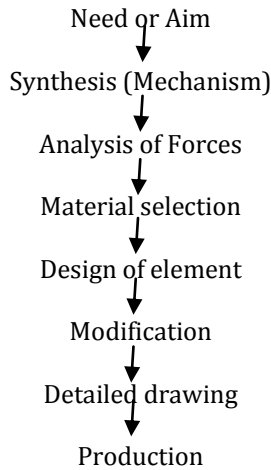 Need or Aim
Synthesis (Mechanism)
Analysis of Forces
Material selection
Design of element
Modification
Detailed drawing
Production